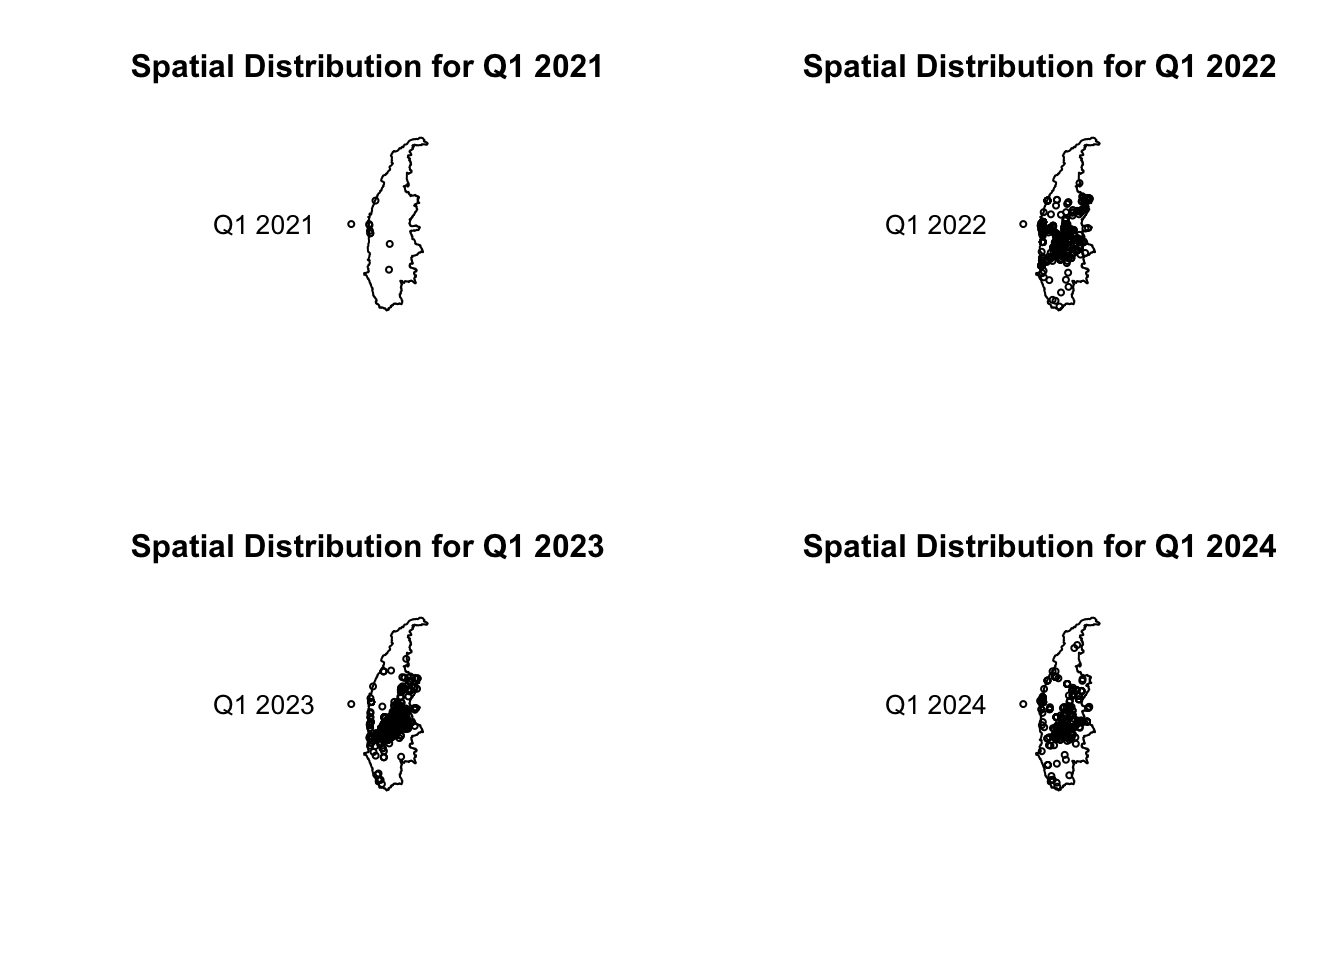 Spatial Distribution for Q1 2021
Q1 2021
Spatial Distribution for Q1 2022
Q1 2022
Spatial Distribution for Q1 2023
Q1 2023
Spatial Distribution for Q1 2024
Q1 2024